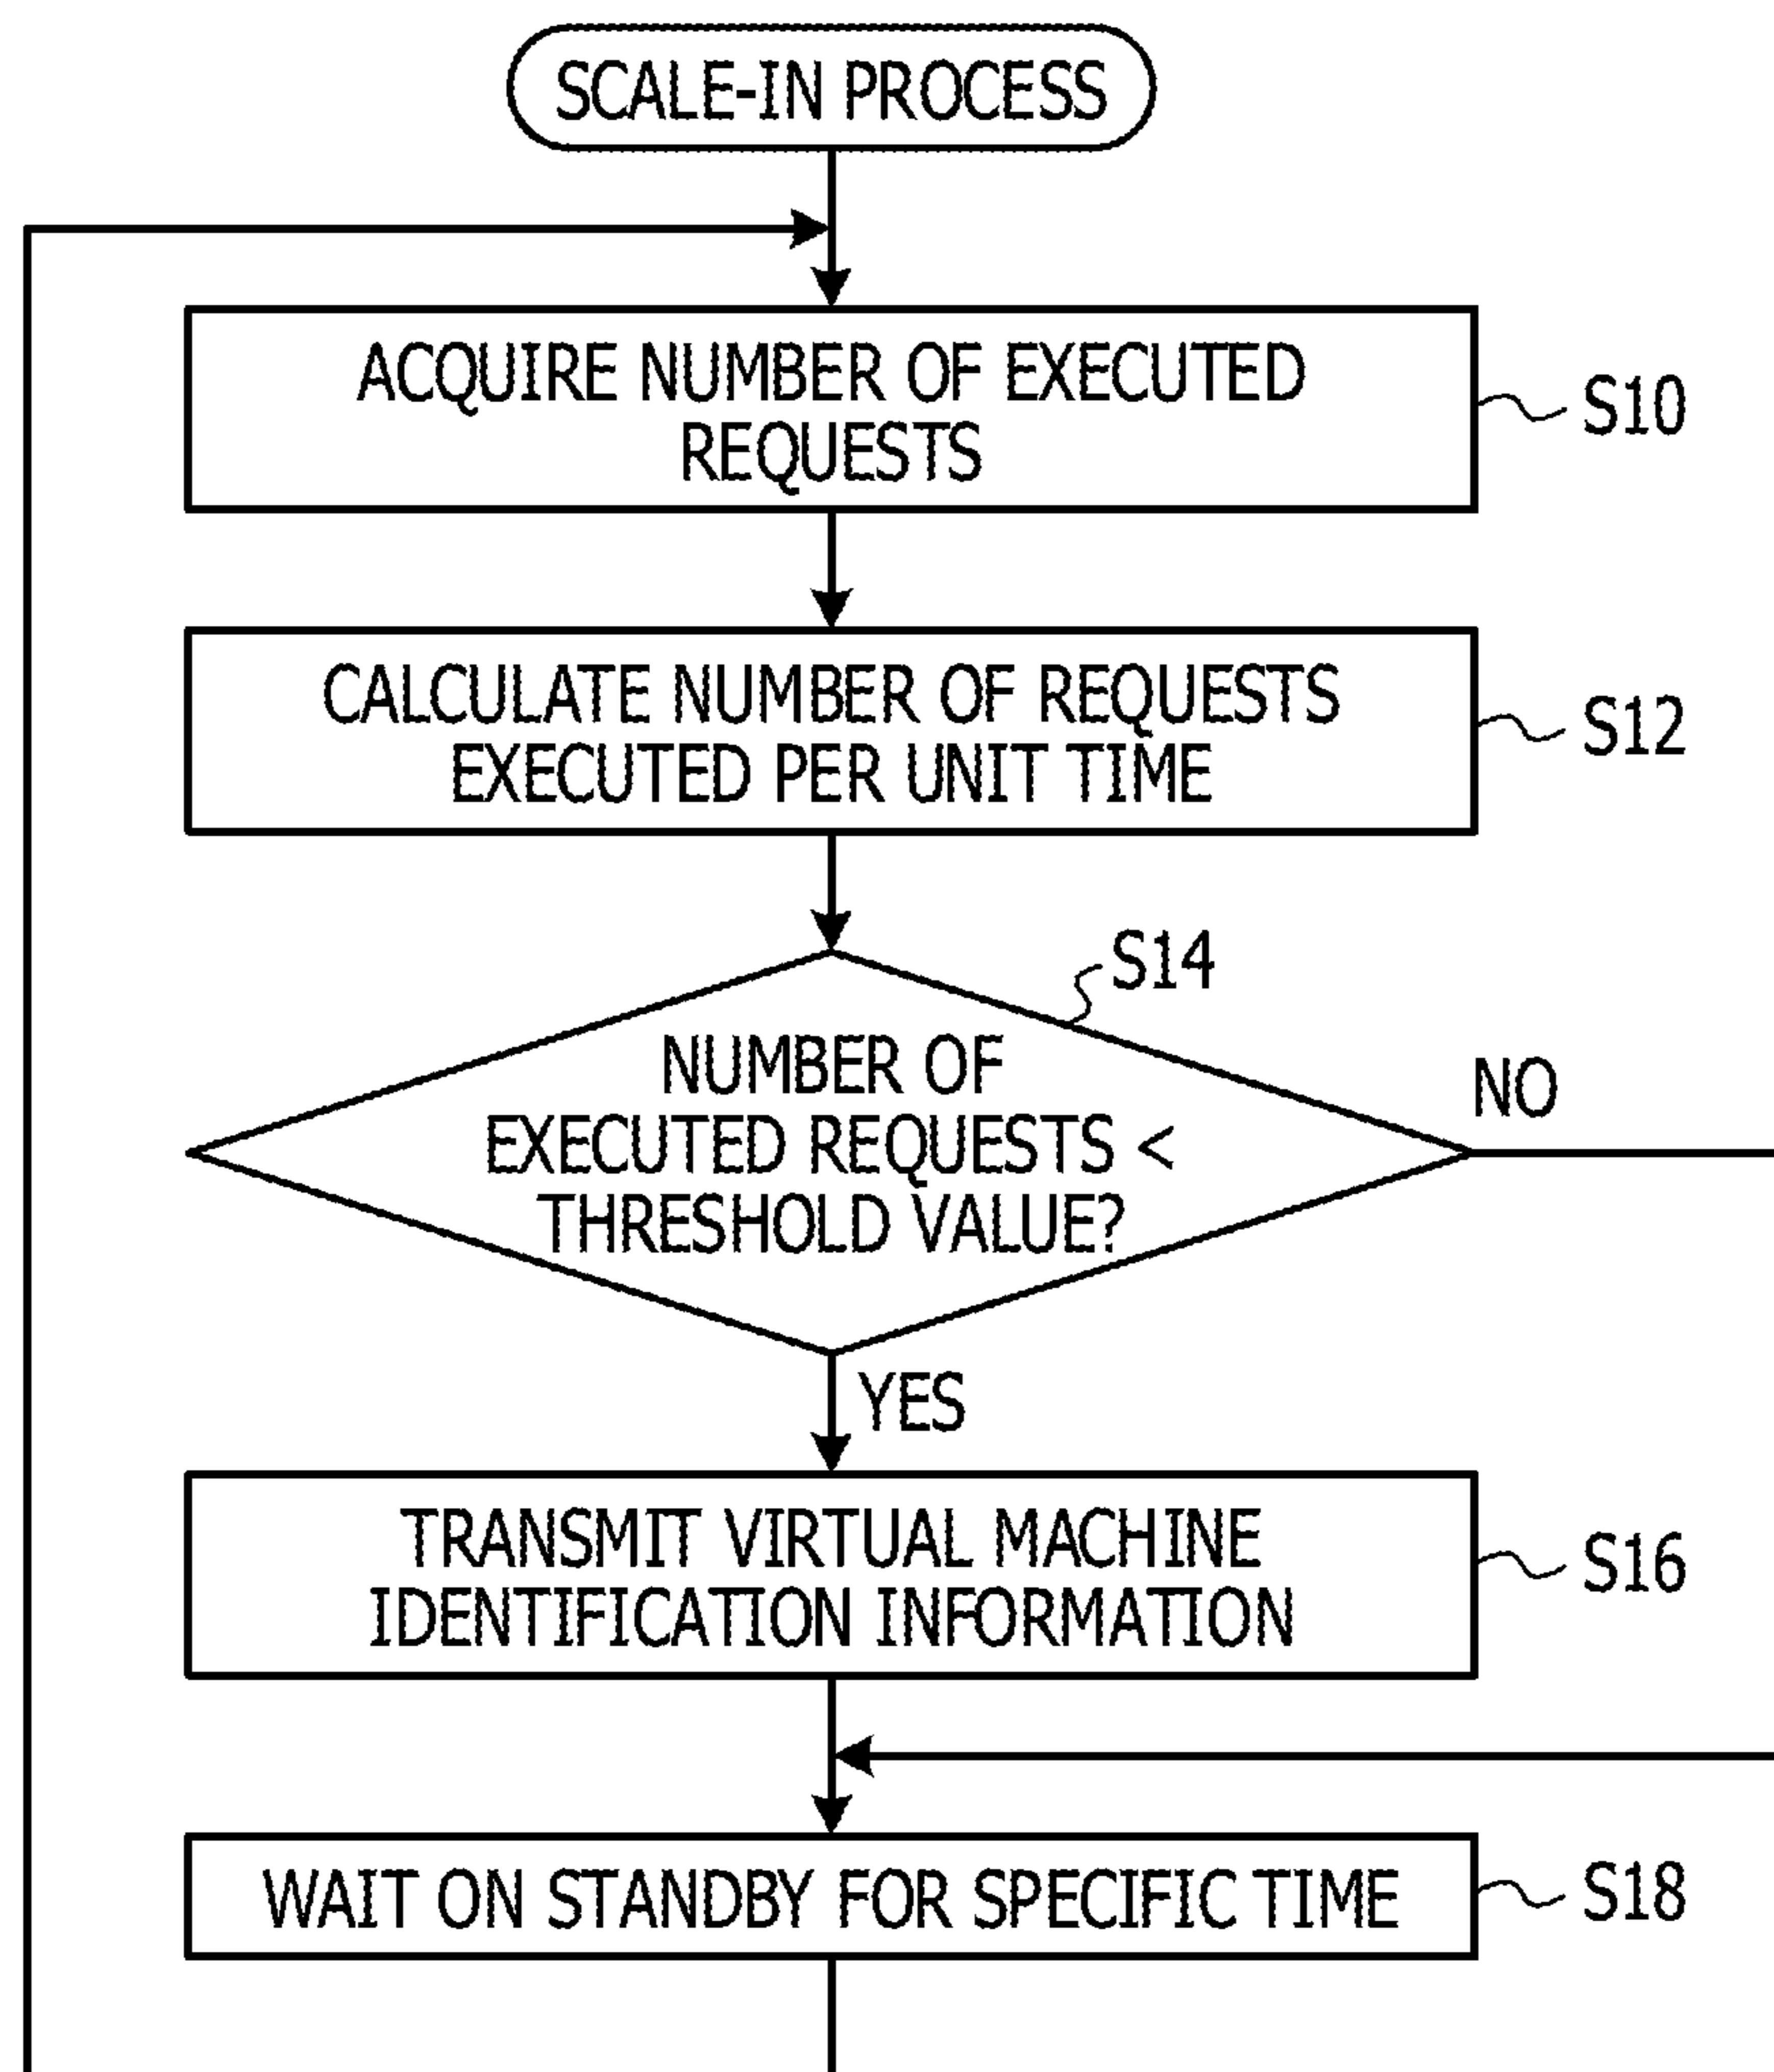 SCALE-IN PROCESS
ACQUIRE NUMBER OF EXECUTED
REQUESTS
S10
CALCULATE NUMBER OF REQUESTS
EXECUTED PER UNIT TIME
S12
S14
NUMBER OF
EXECUTED REQUESTS <
THRESHOLD VALUE?
NO
YES
TRANSMIT VIRTUAL MACHINE
IDENTIFICATION INFORMATION
S16
WAIT ON STANDBY FOR SPECIFIC TIME
S18